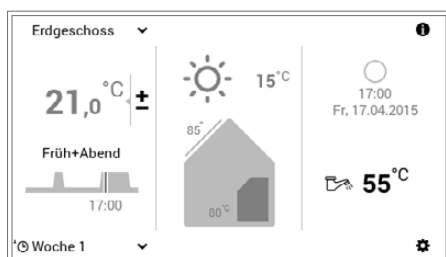 Erdgeschoss
21,0 °C ±
Früh+Abend
17:00
Woche 1
15°C
85°
80°C
17:00
Fr, 17.04.2015
55°C